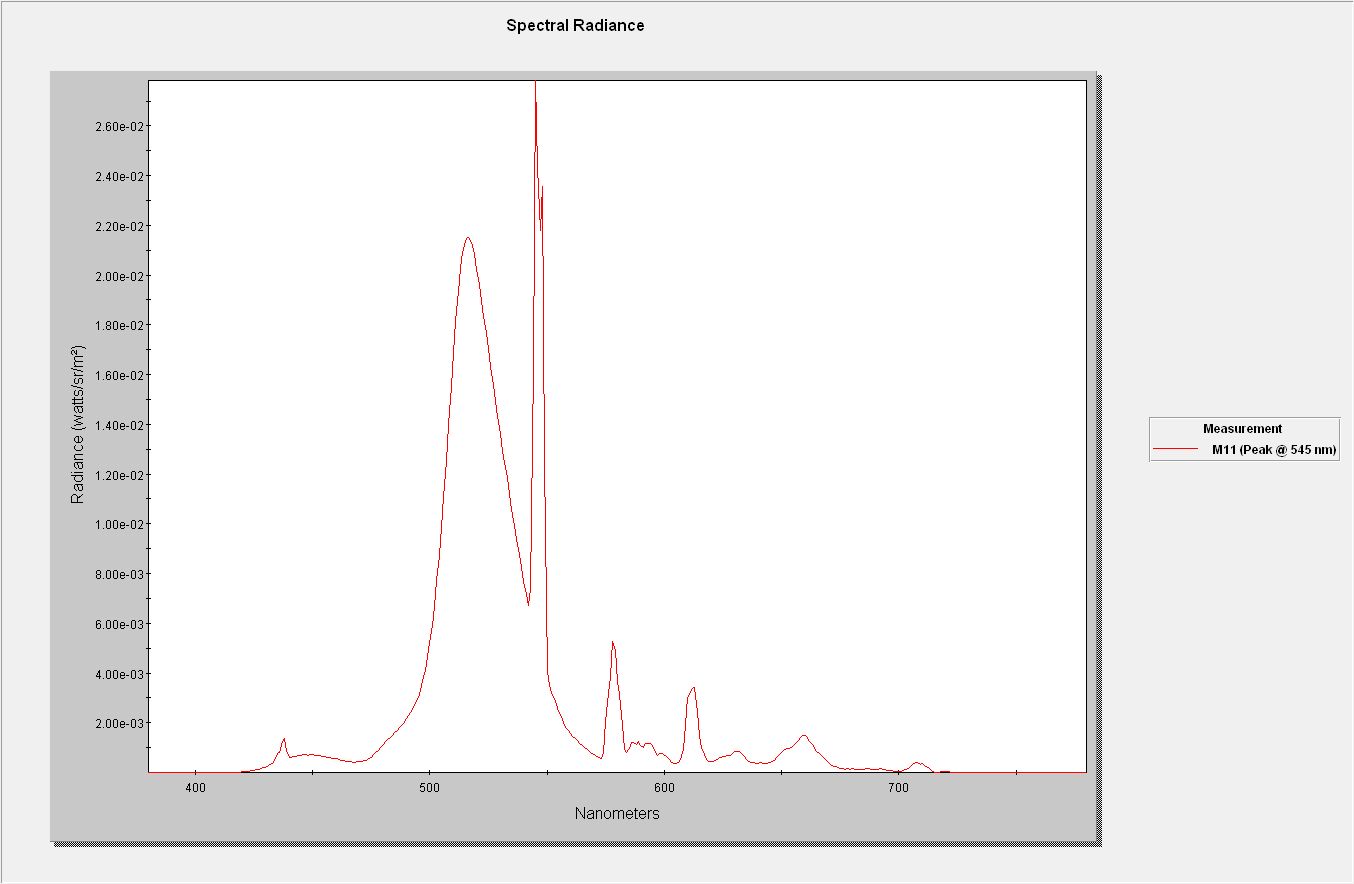 Spectral Radiance
2.60e-02
2.40e-02
2.20e-02
2.00e-02
1.80e-02
1.60e-02
1.40e-02
1.20e-02
1.00e-02
8.00e-03
6.00e-03
4.00e-03
2.00e-03
Radiance (watts/sr/m²)
400 500 600 700
Nanometers
Measurement
M11 (Peak @ 545 nm)